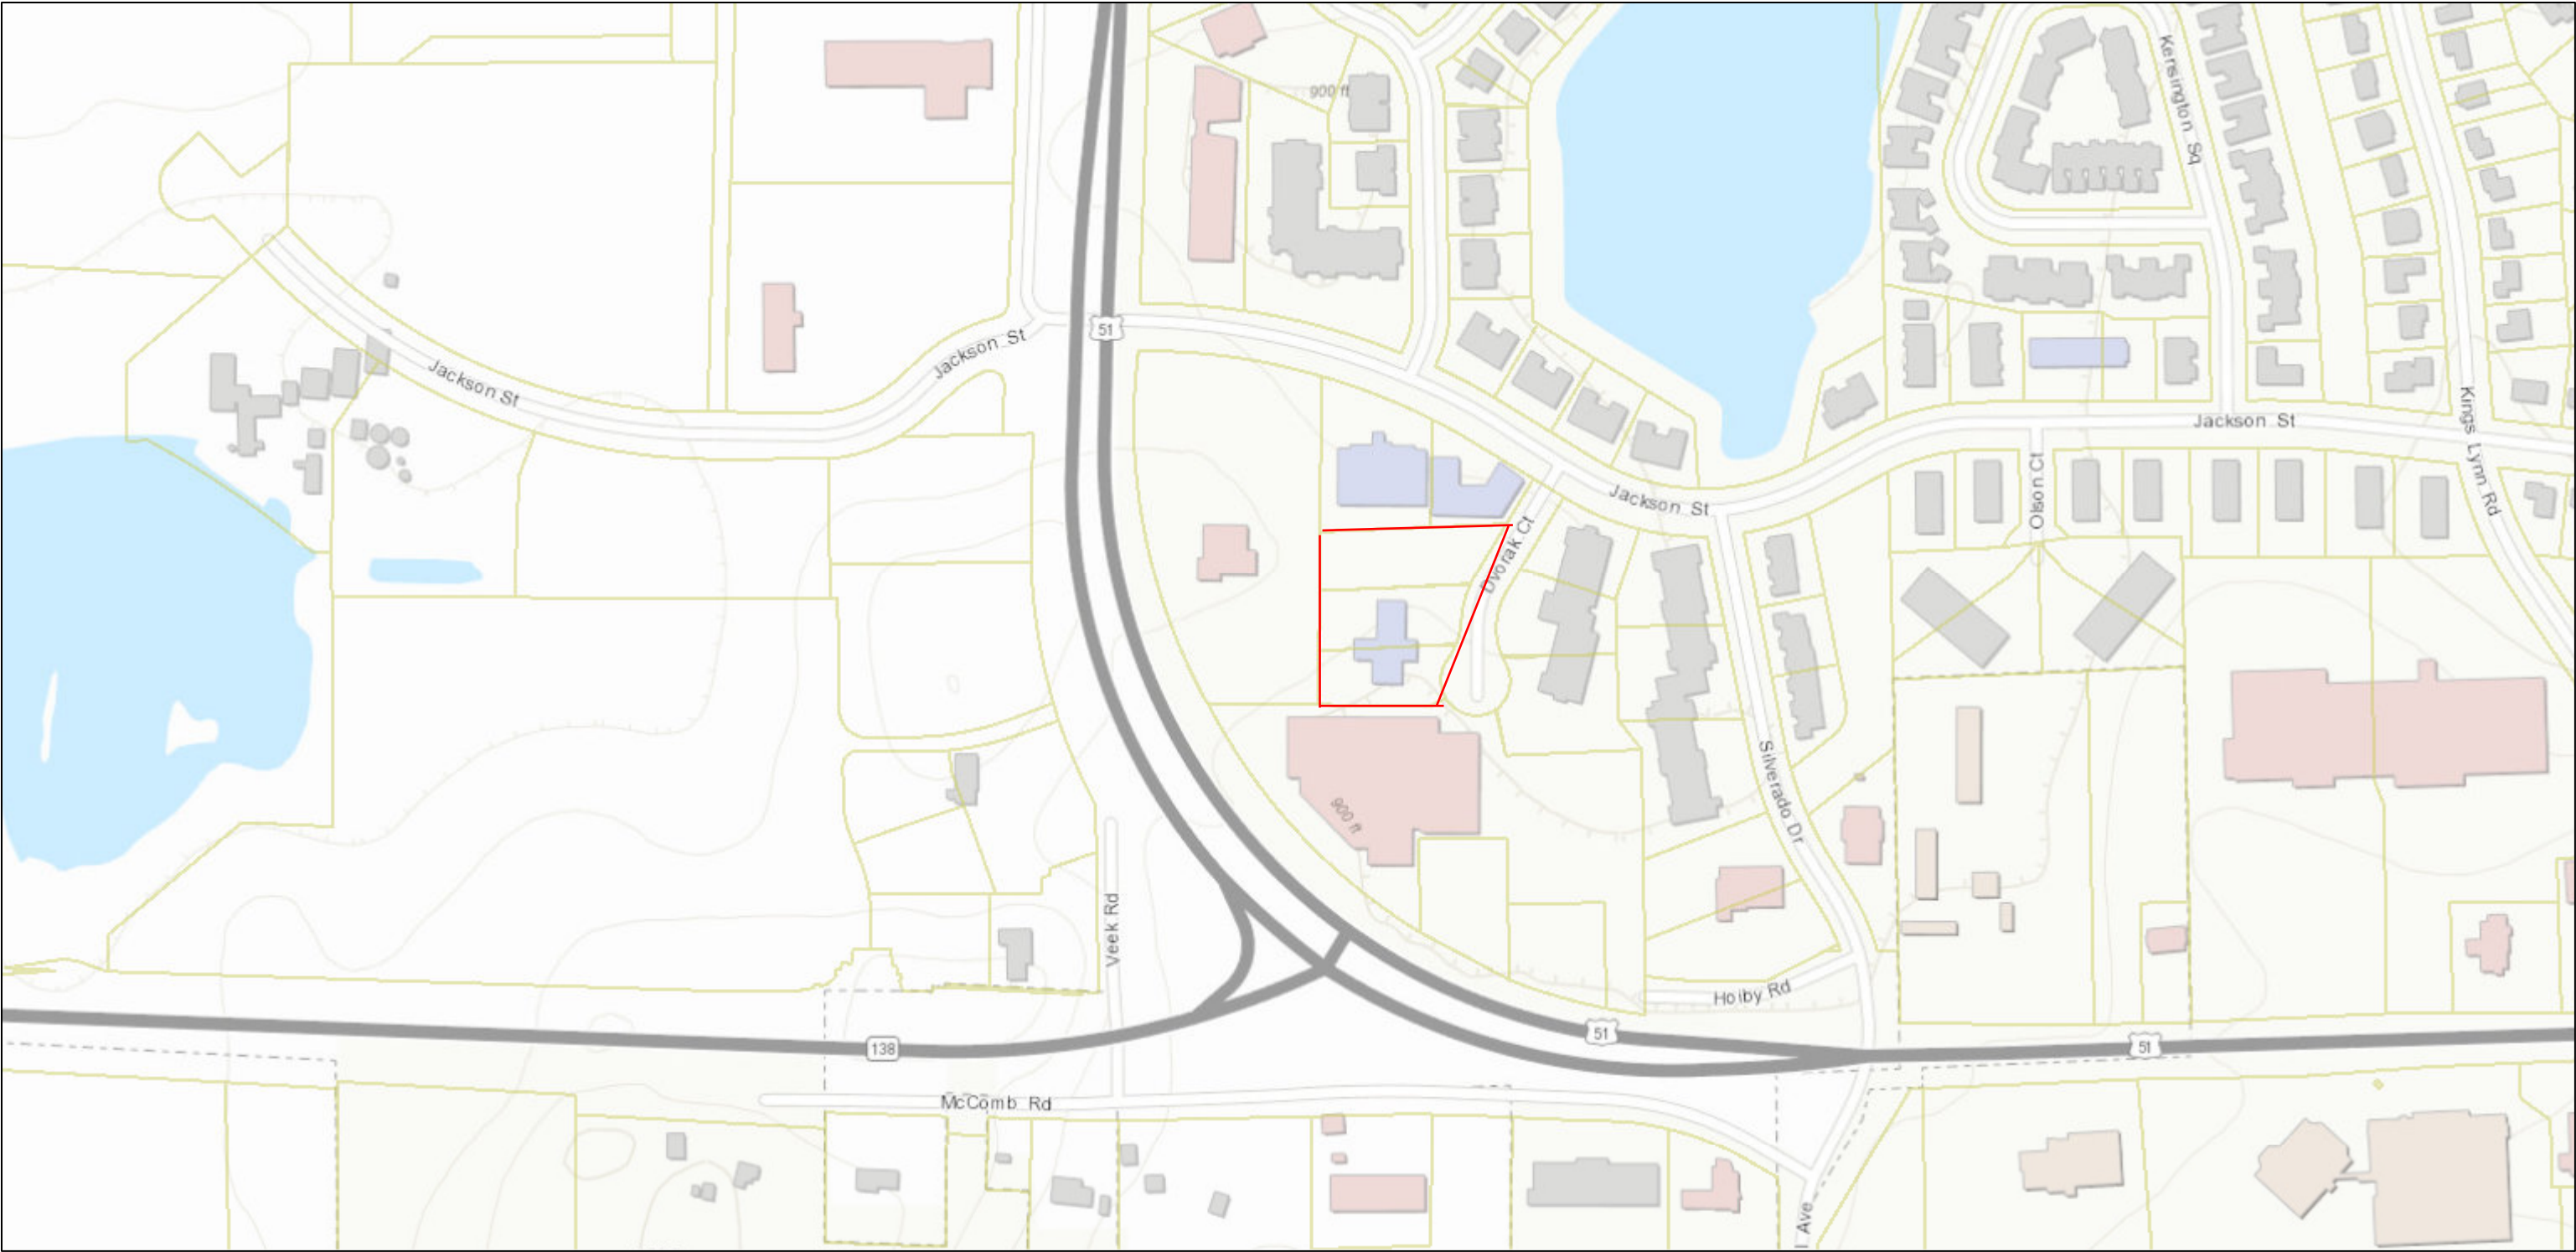 Kensington Sq
900 ft
51
Jackson St
Jackson St
Jackson St
Kings Lynn Rd
Olson Ct
Jackson St
Dvorak Ct
Silverado Dr
900 ft
Veek Rd
Hoiby Rd
51
51
138
McComb Rd
Ave